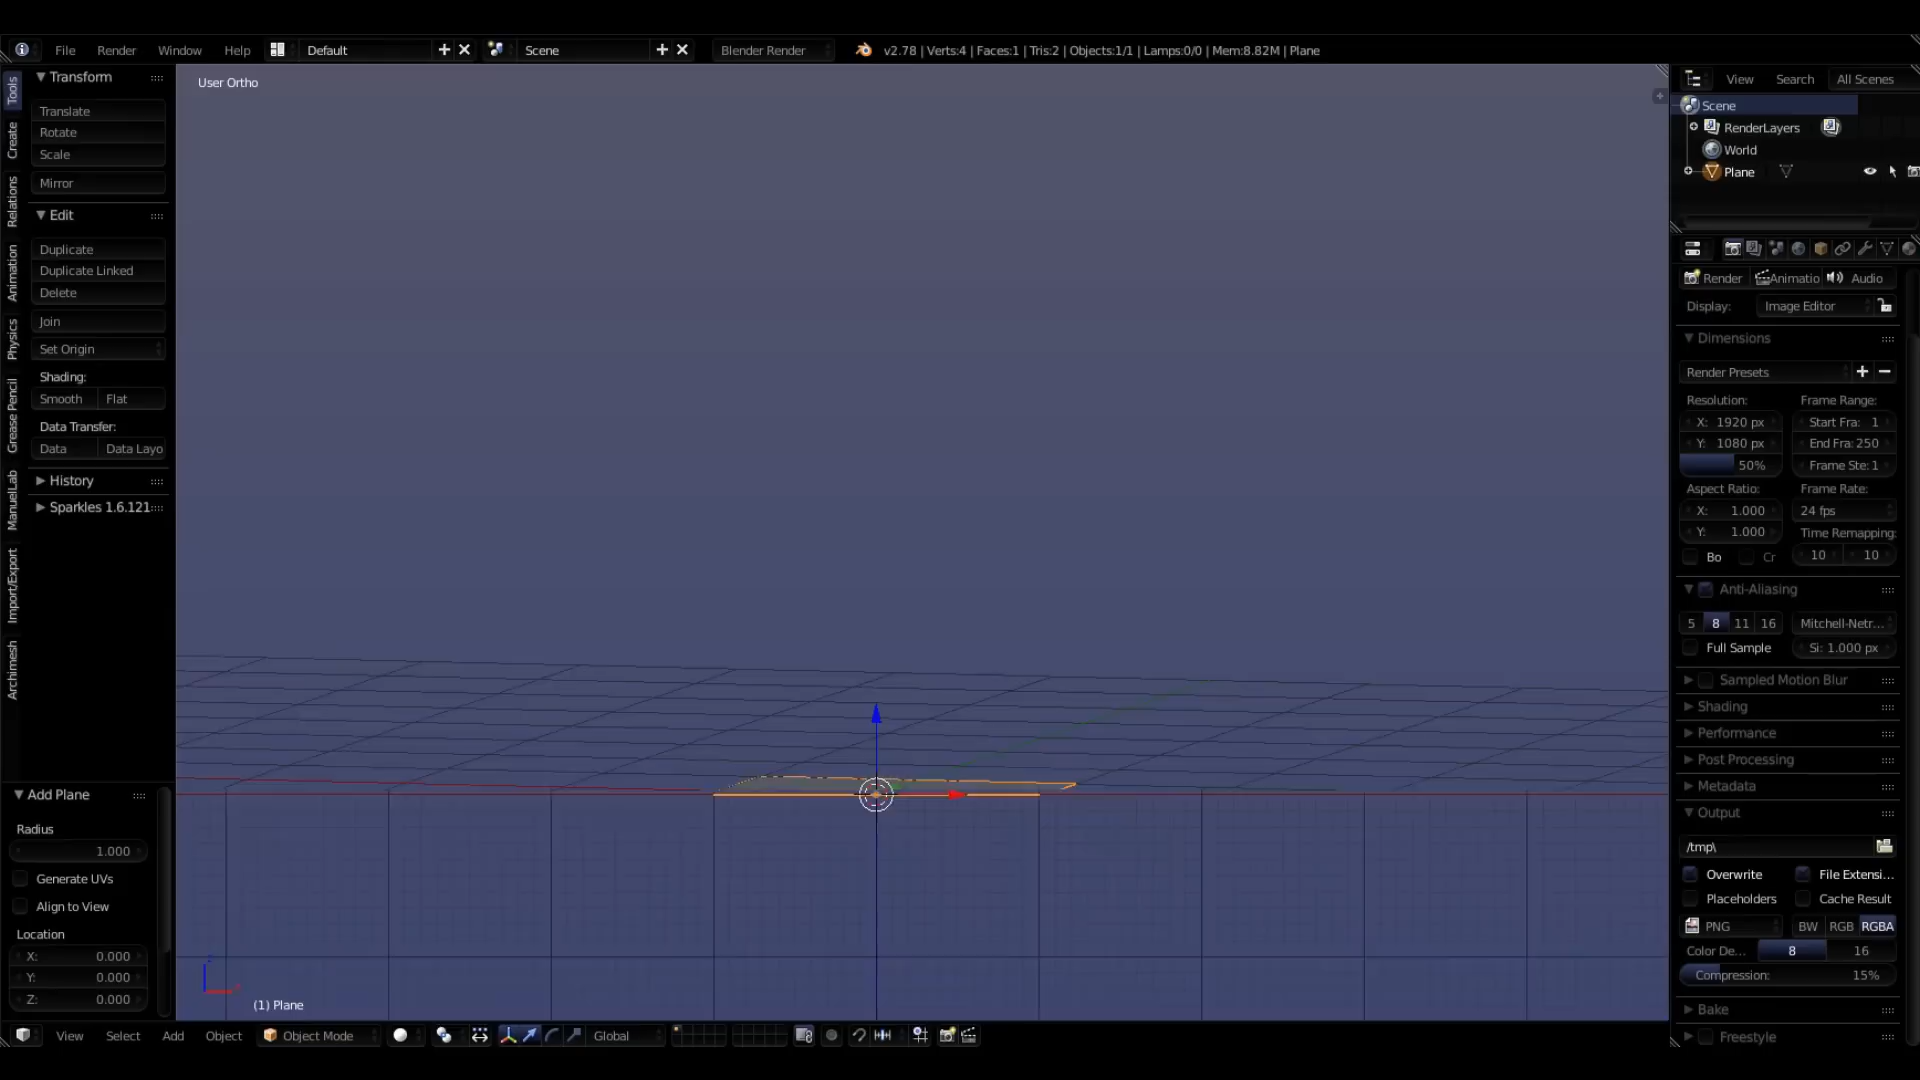 File Render Window Help Default Scene Blender Render v2.78 | Verts:4 | Faces:1 | Tris:2 | Objects:1/1 | Lamps:0/0 | Mem:8.82M | Plane
Tools
Create
Relations
Animation
Physics
Grease Pencil
ManuelLab
Import/Export
Archimesh
Transform
Translate
Rotate
Scale
Mirror
Edit
Duplicate
Duplicate Linked
Delete
Join
Set Origin
Shading:
Smooth Flat
Data Transfer:
Data Data Layo
History
Sparkles 1.6.121
Add Plane
Radius
1.000
Generate UVs
Align to View
Location
X: 0.000
Y: 0.000
Z: 0.000
User Ortho
(1) Plane
View Select Add Object Object Mode Global
View Search All Scenes
Scene
RenderLayers
World
Plane
Render Animatio Audio
Display: Image Editor
Dimensions
Render Presets
Resolution: Frame Range:
X: 1920 px Start Fra: 1
Y: 1080 px End Fra: 250
50% Frame Ste: 1
Aspect Ratio: Frame Rate:
X: 1.000 24 fps
Y: 1.000 Time Remapping:
Bo Cr 10 10
Anti-Aliasing
5 8 11 16 Mitchell-Netr...
Full Sample Si: 1.000 px
Sampled Motion Blur
Shading
Performance
Post Processing
Metadata
Output
/tmp\
Overwrite File Extensi...
Placeholders Cache Result
PNG BW RGB RGBA
Color De... 8 16
Compression: 15%
Bake
Freestyle